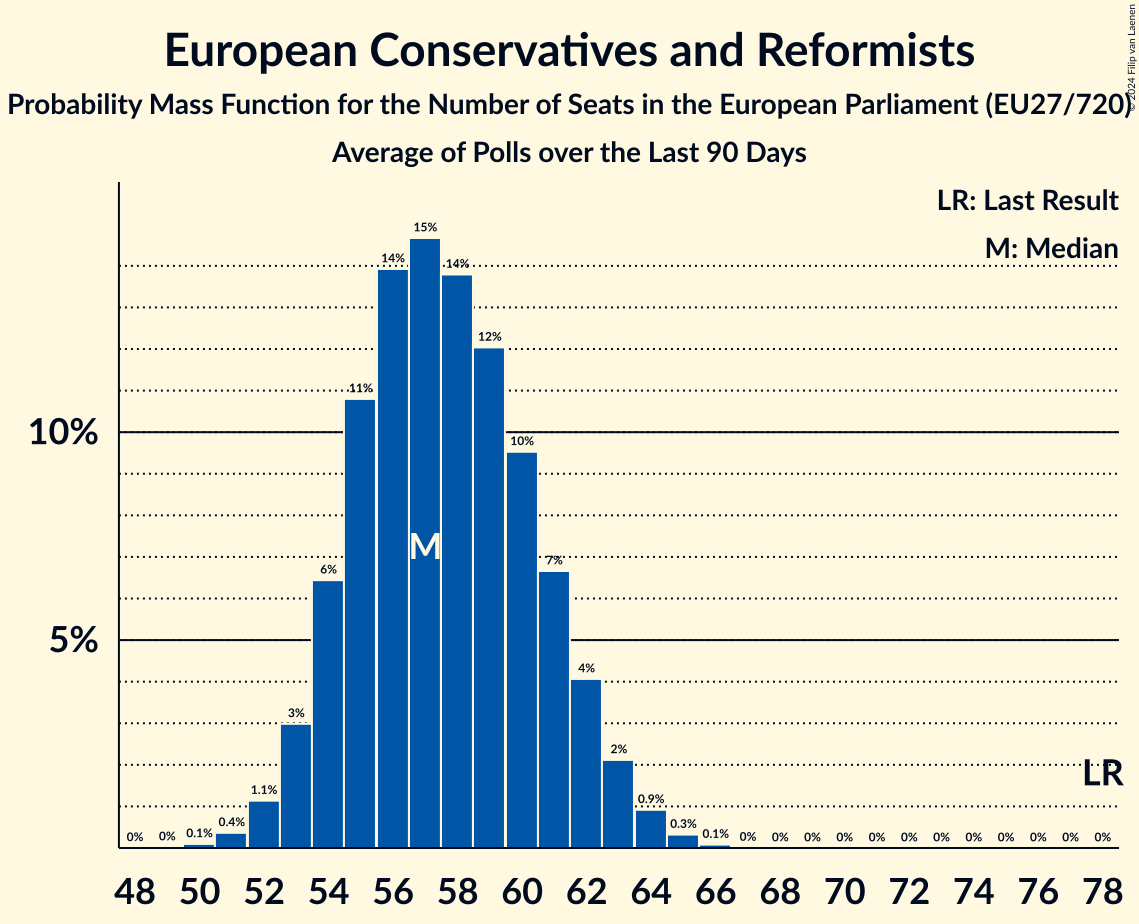 European Conservatives and Reformists
Probability Mass Function for the Number of Seats in the European Parliament (EU27/720)
Average of Polls over the Last 90 Days
© 2024 Filip van Laenen
LR: Last Result
M: Median
15%
14%
14%
12%
11%
10%
10%
7%
M
6%
5%
4%
3%
2%
LR
1.1%
0.9%
0% 0% 0.1% 0.4% 0.3% 0.1% 0% 0% 0% 0% 0% 0% 0% 0% 0% 0% 0% 0%
48 50 52 54 56 58 60 62 64 66 68 70 72 74 76 78